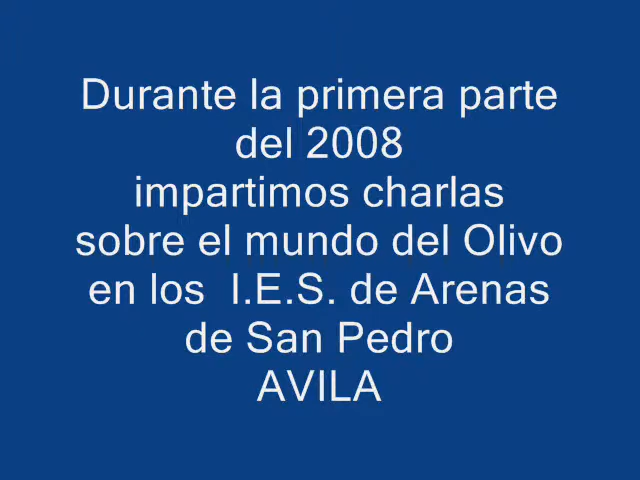 Durante la primera parte
del 2008
impartimos charlas
sobre el mundo del Olivo
en los  I.E.S. de Arenas
de San Pedro
AVILA